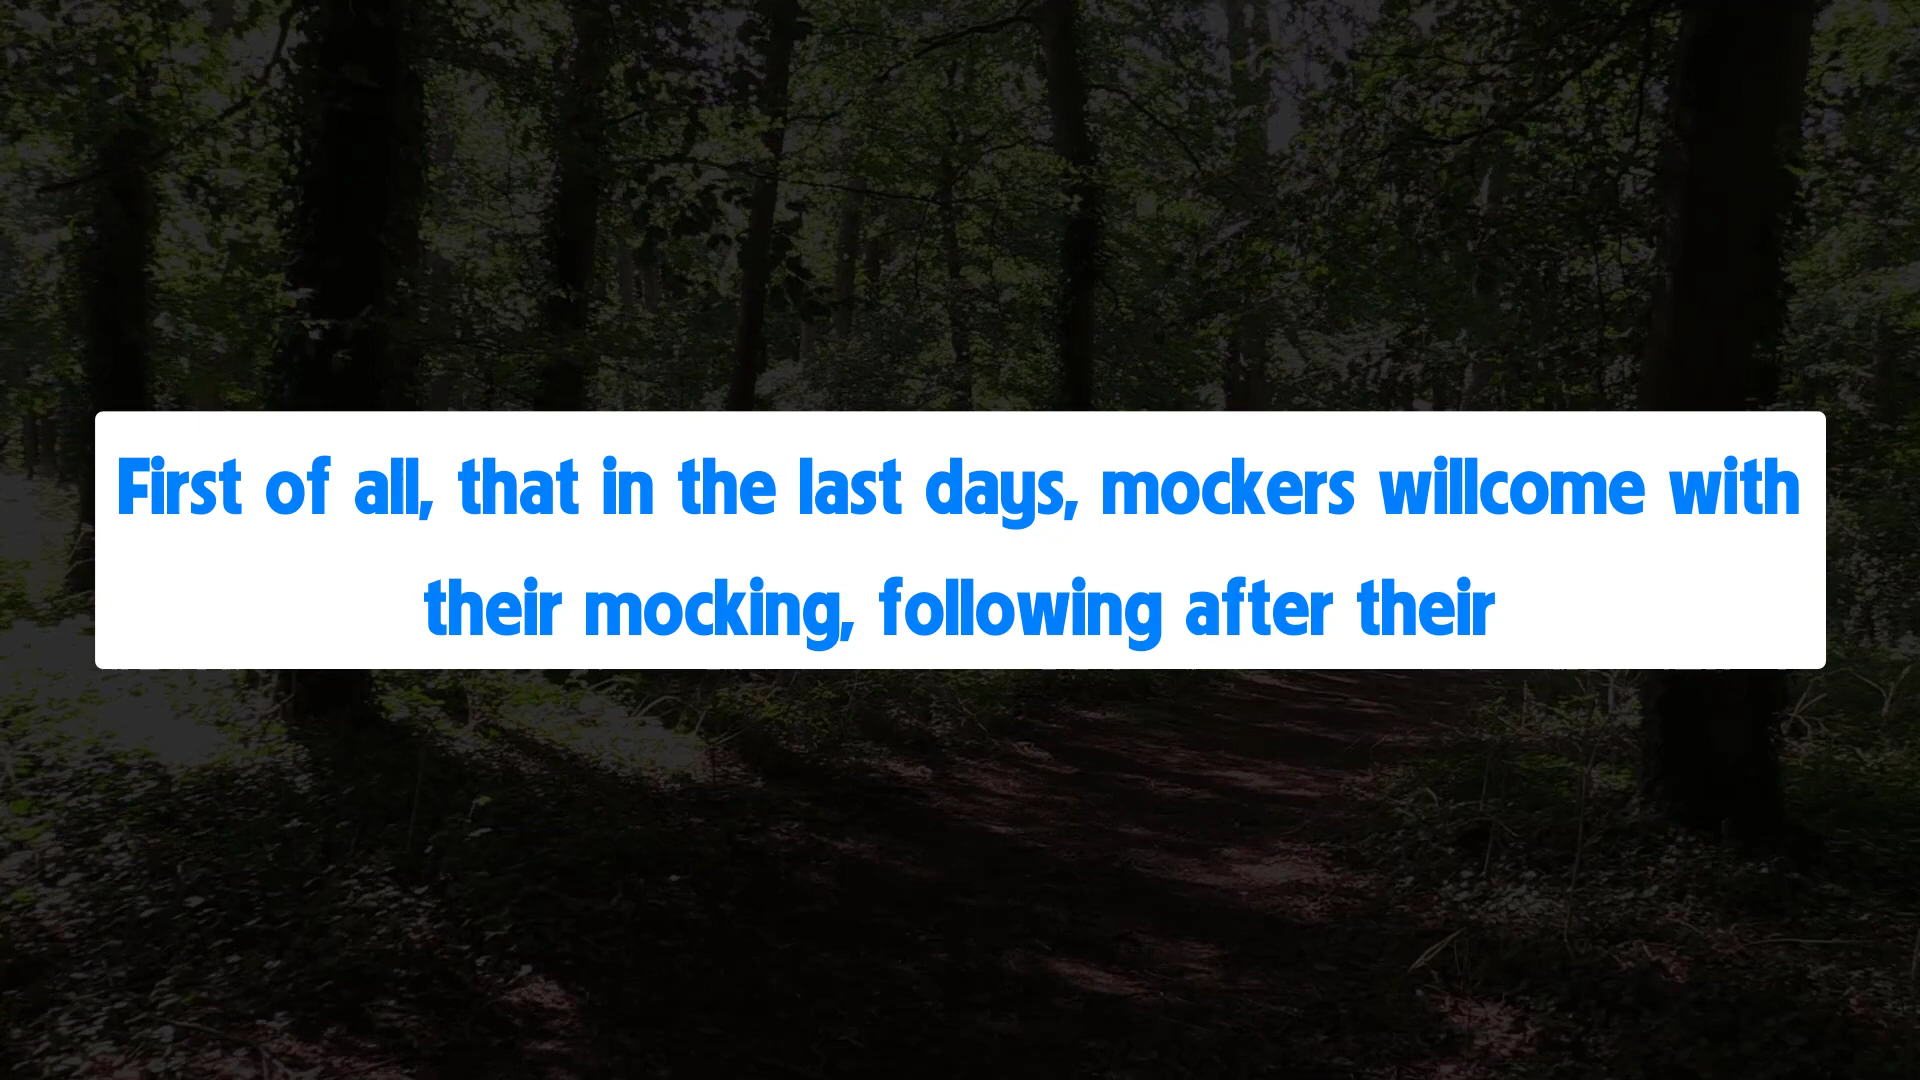 First of all, that in the last days, mockers willcome with
their mocking, following after their